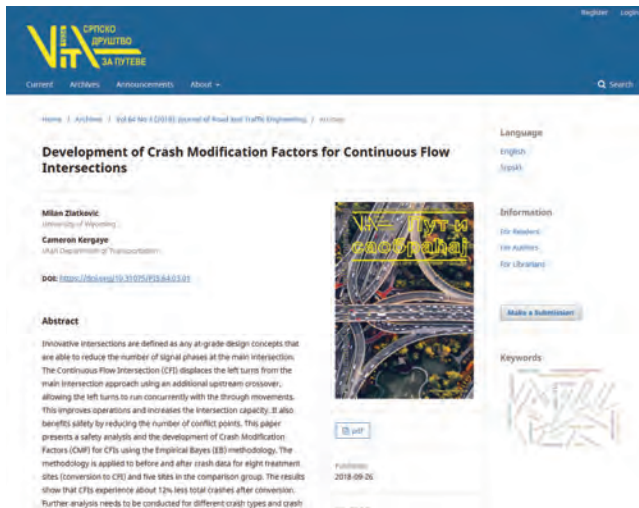 Register Login
СРПСКО
ДРУШТВО
ЗА ПУТЕВЕ
Current Archives Announcements About
Search
Home / Archives / Vol 64 No 3 (2018): Journal of Road and Traffic Engineering / Articles
Development of Crash Modification Factors for Continuous Flow
Intersections
Milan Zlatkovic
University of Wyoming
Cameron Kergaye
Utah Department of Transportation
DOI: https://doi.org/10.31075/PIS.64.03.01
Abstract
Innovative intersections are defined as any at-grade design concepts that
are able to reduce the number of signal phases at the main intersection.
The Continuous Flow Intersection (CFI) displaces the left turns from the
main intersection approach using an additional upstream crossover,
allowing the left turns to run concurrently with the through movements.
This improves operations and increases the intersection capacity. It also
benefits safety by reducing the number of conflict points. This paper
presents a safety analysis and the development of Crash Modification
Factors (CMF) for CFIs using the Empirical Bayes (EB) methodology. The
methodology is applied to before and after crash data for eight treatment
sites (conversion to CFI) and five sites in the comparison group. The results
show that CFIs experience about 12% less total crashes after conversion.
Further analysis needs to be conducted for different crash types and crash
Пут и
саобраћај
pdf
Published
2018-09-26
Language
English
Srpski
Information
For Readers
For Authors
For Librarians
Make a Submission
Keywords